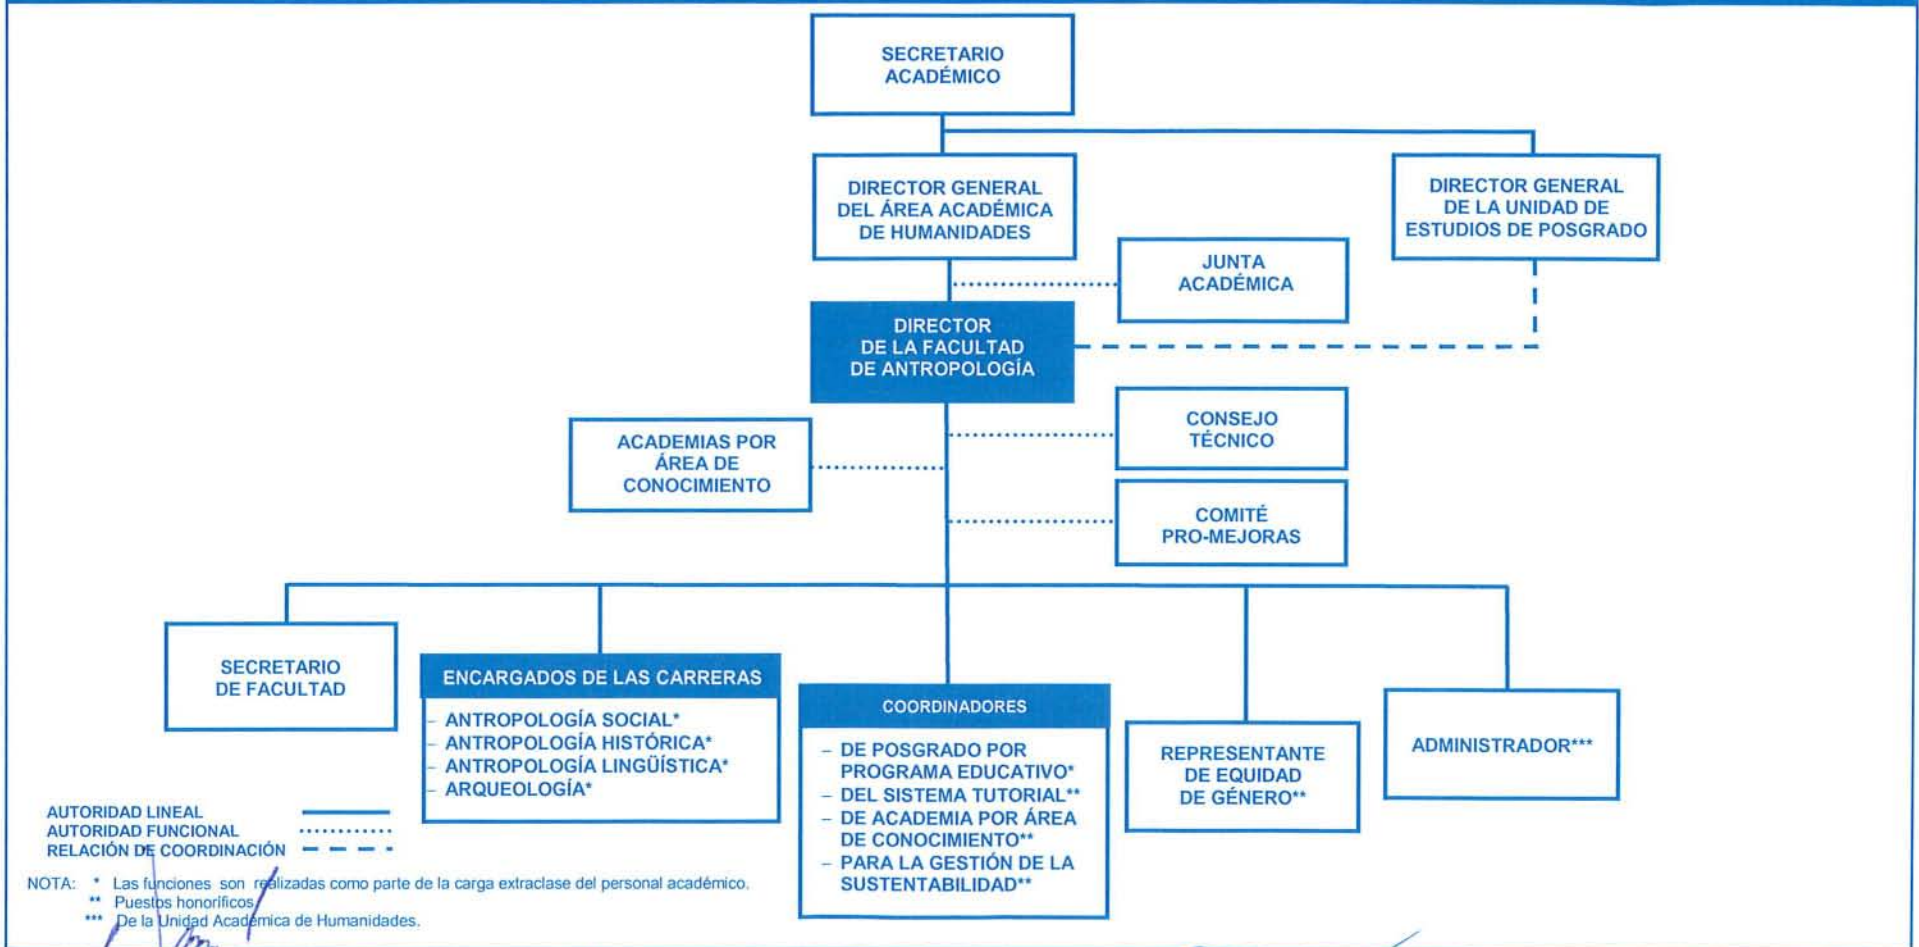 SECRETARIO
ACADÉMICO
DIRECTOR GENERAL
DEL ÁREA ACADÉMICA
DE HUMANIDADES
DIRECTOR GENERAL
DE LA UNIDAD DE
ESTUDIOS DE POSGRADO
JUNTA
ACADÉMICA
DIRECTOR
DE LA FACULTAD
DE ANTROPOLOGÍA
ACADEMIAS POR
ÁREA DE
CONOCIMIENTO
CONSEJO
TÉCNICO
COMITÉ
PRO-MEJORAS
SECRETARIO
DE FACULTAD
ENCARGADOS DE LAS CARRERAS
– ANTROPOLOGÍA SOCIAL*
– ANTROPOLOGÍA HISTÓRICA*
– ANTROPOLOGÍA LINGÜÍSTICA*
– ARQUEOLOGÍA*
COORDINADORES
– DE POSGRADO POR
PROGRAMA EDUCATIVO*
– DEL SISTEMA TUTORIAL**
– DE ACADEMIA POR ÁREA
DE CONOCIMIENTO**
– PARA LA GESTIÓN DE LA
SUSTENTABILIDAD**
REPRESENTANTE
DE EQUIDAD
DE GÉNERO**
ADMINISTRADOR***
AUTORIDAD LINEAL
AUTORIDAD FUNCIONAL
RELACIÓN DE COORDINACIÓN
NOTA: * Las funciones son realizadas como parte de la carga extraclase del personal académico.
** Puestos honoríficos.
*** De la Unidad Académica de Humanidades.